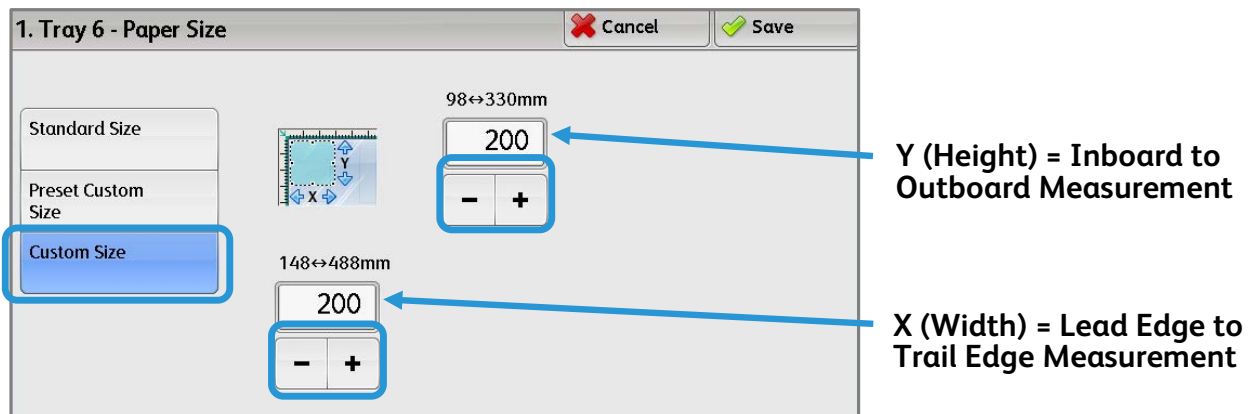 1. Tray 6 - Paper Size
Cancel
Save
Standard Size
Preset Custom
Size
Custom Size
Y
X
98↔330mm
200
- +
148↔488mm
200
- +
Y (Height) = Inboard to
Outboard Measurement
X (Width) = Lead Edge to
Trail Edge Measurement